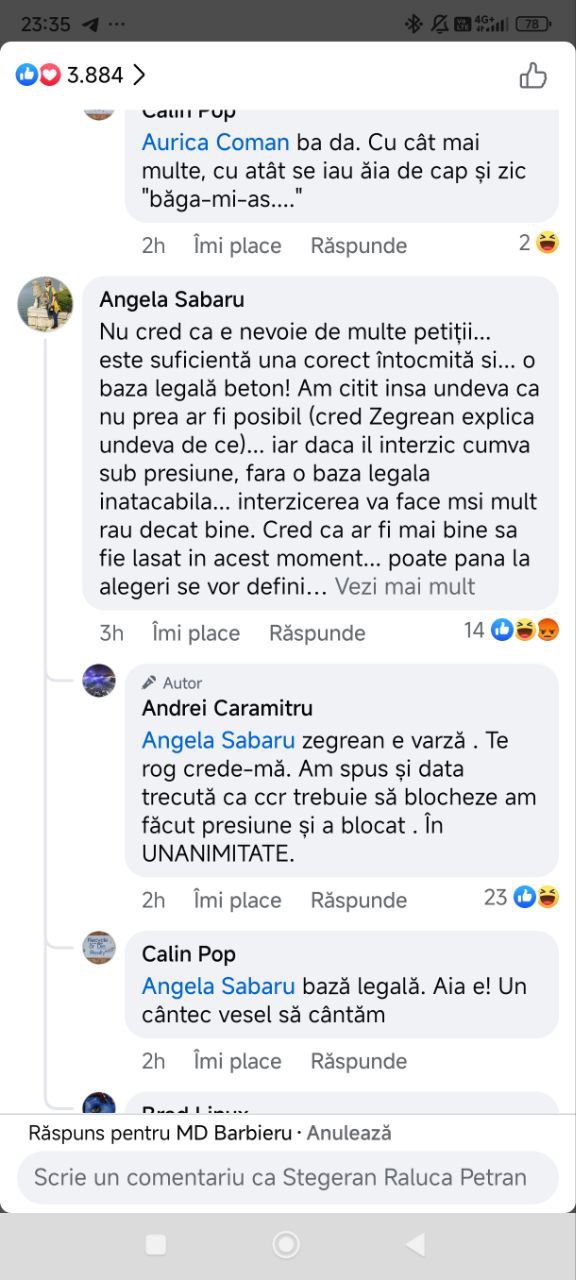 23:35
4G+
78
3.884
Calin Pop
Aurica Coman ba da. Cu cât mai
multe, cu atât se iau ăia de cap și zic
"băga-mi-as...."
2h Îmi place Răspunde 2
Angela Sabaru
Nu cred ca e nevoie de multe petiții...
este suficientă una corect întocmită si... o
baza legală beton! Am citit insa undeva ca
nu prea ar fi posibil (cred Zegrean explica
undeva de ce)... iar daca il interzic cumva
sub presiune, fara o baza legala
inatacabila... interzicerea va face msi mult
rau decat bine. Cred ca ar fi mai bine sa
fie lasat in acest moment... poate pana la
alegeri se vor defini... Vezi mai mult
3h Îmi place Răspunde 14
Autor
Andrei Caramitru
Angela Sabaru zegrean e varză . Te
rog crede-mă. Am spus și data
trecută ca ccr trebuie să blocheze am
făcut presiune și a blocat . În
UNANIMITATE.
2h Îmi place Răspunde 23
Calin Pop
Angela Sabaru bază legală. Aia e! Un
cântec vesel să cântăm
2h Îmi place Răspunde
Brad Linux
Răspuns pentru MD Barbieru · Anulează
Scrie un comentariu ca Stegeran Raluca Petran